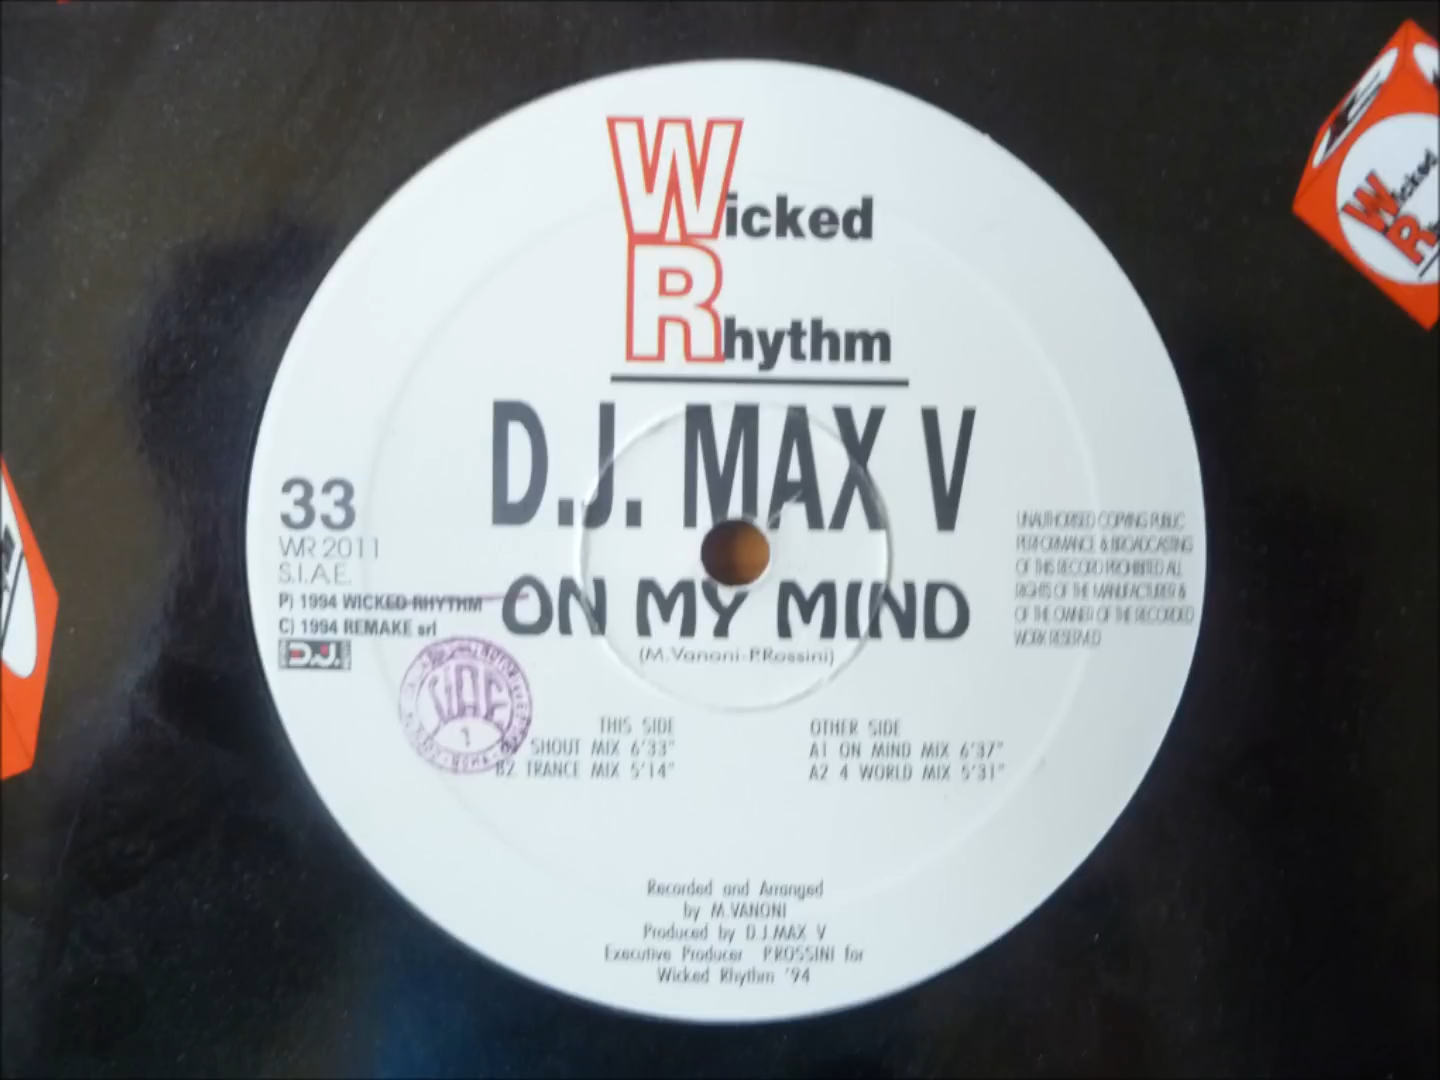 Wicked
Rhythm
D.J. MAX V
ON MY MIND
(M.Vanoni-P.Rossini)
33
WR 2011
S.I.A.E.
P) 1994 WICKED RHYTHM
C) 1994 REMAKE srl
D.J.
UNAUTHORISED COPYING PUBLIC
PERFORMANCE & BROADCASTING
OF THIS RECORD PROHIBITED ALL
RIGHTS OF THE MANUFACTURER &
OF THE OWNER OF THE RECORDED
WORK RESERVED
SIAE
ROMA
THIS SIDE
SHOUT MIX 6'33"
B2 TRANCE MIX 5'14"
OTHER SIDE
A1 ON MIND MIX 6'37"
A2 4 WORLD MIX 5'31"
Recorded and Arranged
by M.VANONI
Produced by D.J.MAX V
Executive Producer P.ROSSINI for
Wicked Rhythm '94
Wicked
R